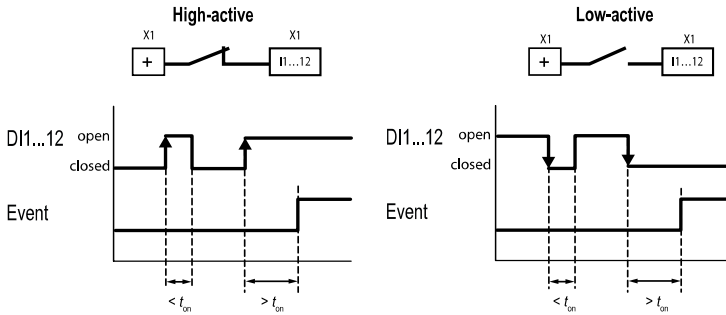 High-active
X1
X1
+
I1...12
DI1...12
open
closed
Event
< ton
> ton
Low-active
X1
X1
+
I1...12
DI1...12
open
closed
Event
< ton
> ton